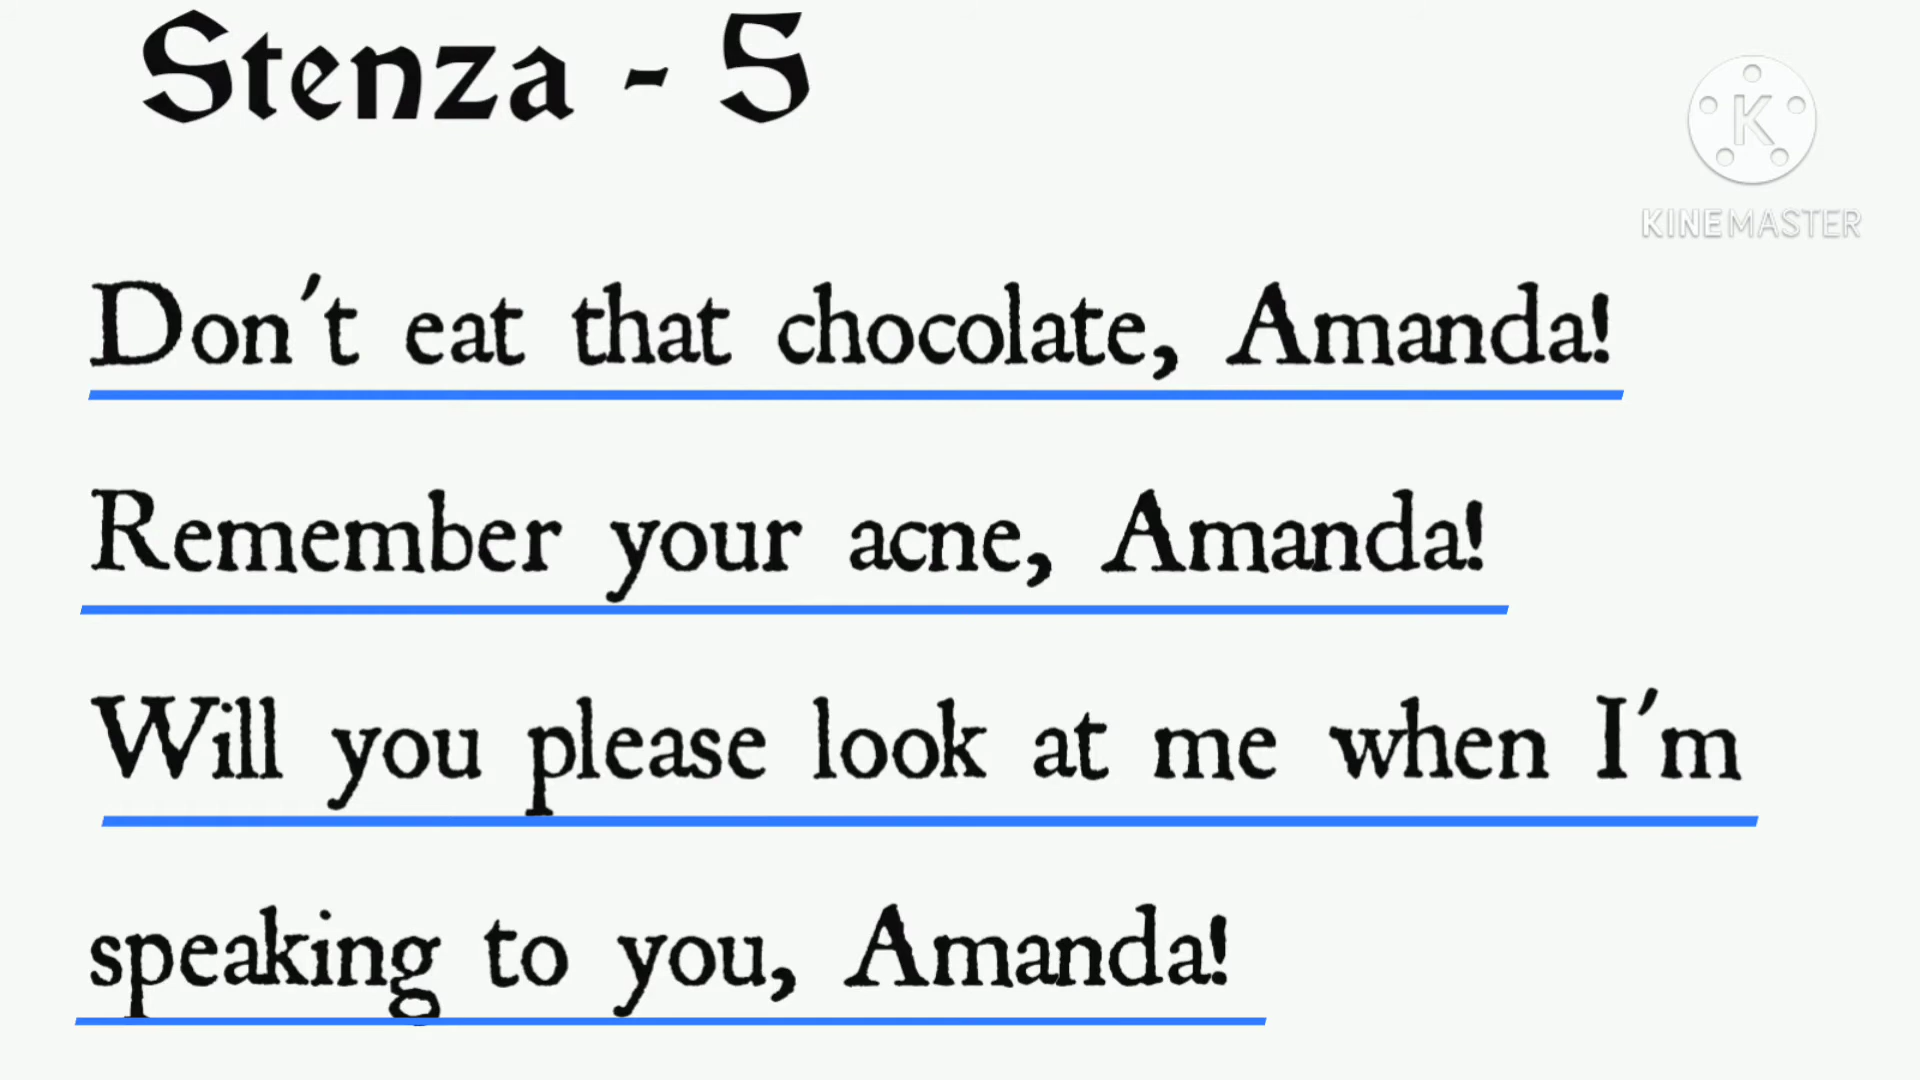 Stenza - 5
KINEMASTER
Don't eat that chocolate, Amanda!
Remember your acne, Amanda!
Will you please look at me when I'm
speaking to you, Amanda!